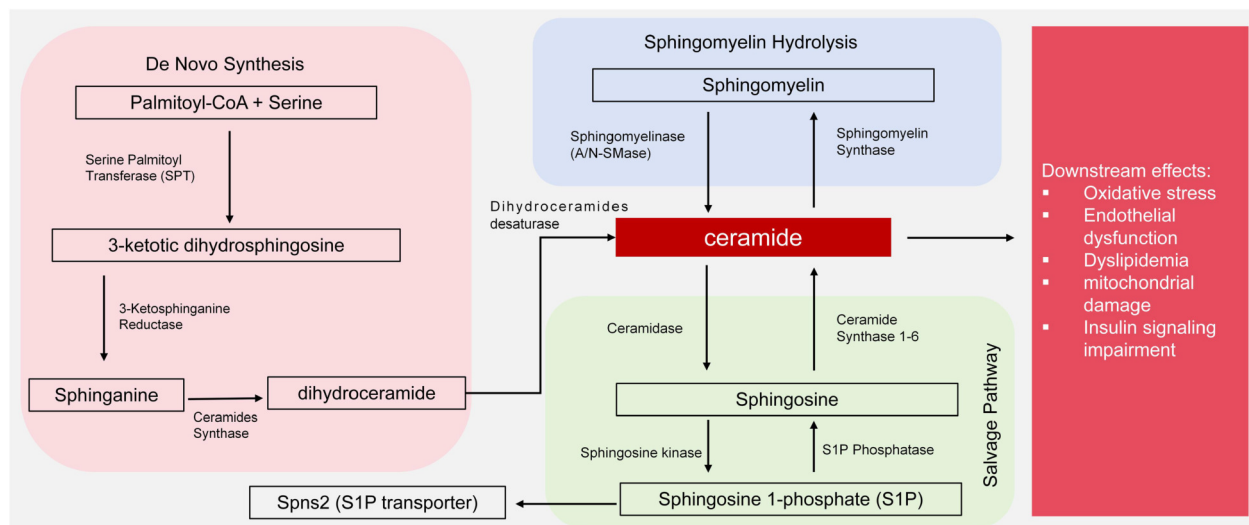 De Novo Synthesis
Palmitoyl-CoA + Serine
Serine Palmitoyl
Transferase (SPT)
3-ketotic dihydrosphingosine
3-Ketosphinganine
Reductase
Sphinganine
Ceramides
Synthase
dihydroceramide
Dihydroceramides
desaturase
Sphingomyelin Hydrolysis
Sphingomyelin
Sphingomyelinase
(A/N-SMase)
Sphingomyelin
Synthase
ceramide
Ceramidase
Ceramide
Synthase 1-6
Sphingosine
Sphingosine kinase
S1P Phosphatase
Sphingosine 1-phosphate (S1P)
Salvage Pathway
Spns2 (S1P transporter)
Downstream effects:
▪ Oxidative stress
▪ Endothelial
dysfunction
▪ Dyslipidemia
▪ mitochondrial
damage
▪ Insulin signaling
impairment